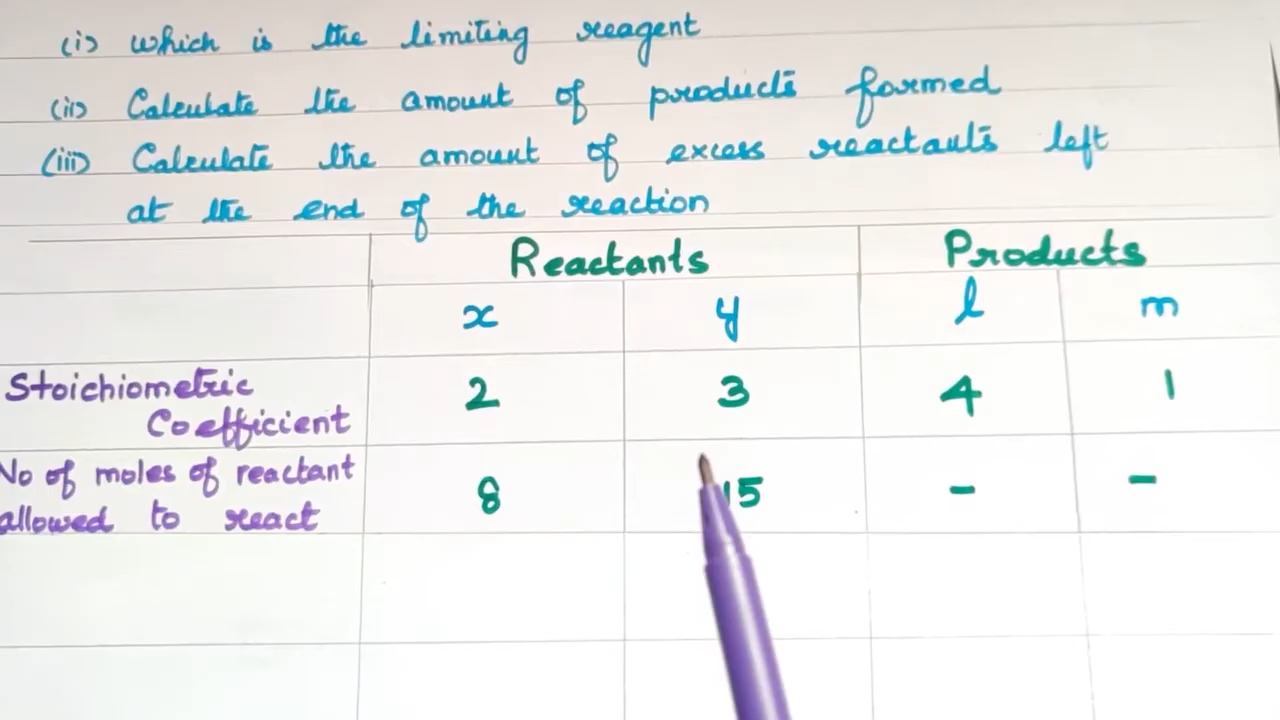 (i) which is the limiting reagent
(ii) Calculate the amount of products formed
(iii) Calculate the amount of excess reactants left
at the end of the reaction
Reactants Products
x y l m
Stoichiometric
Coefficient 2 3 4 1
No of moles of reactant
allowed to react 8 15 - -